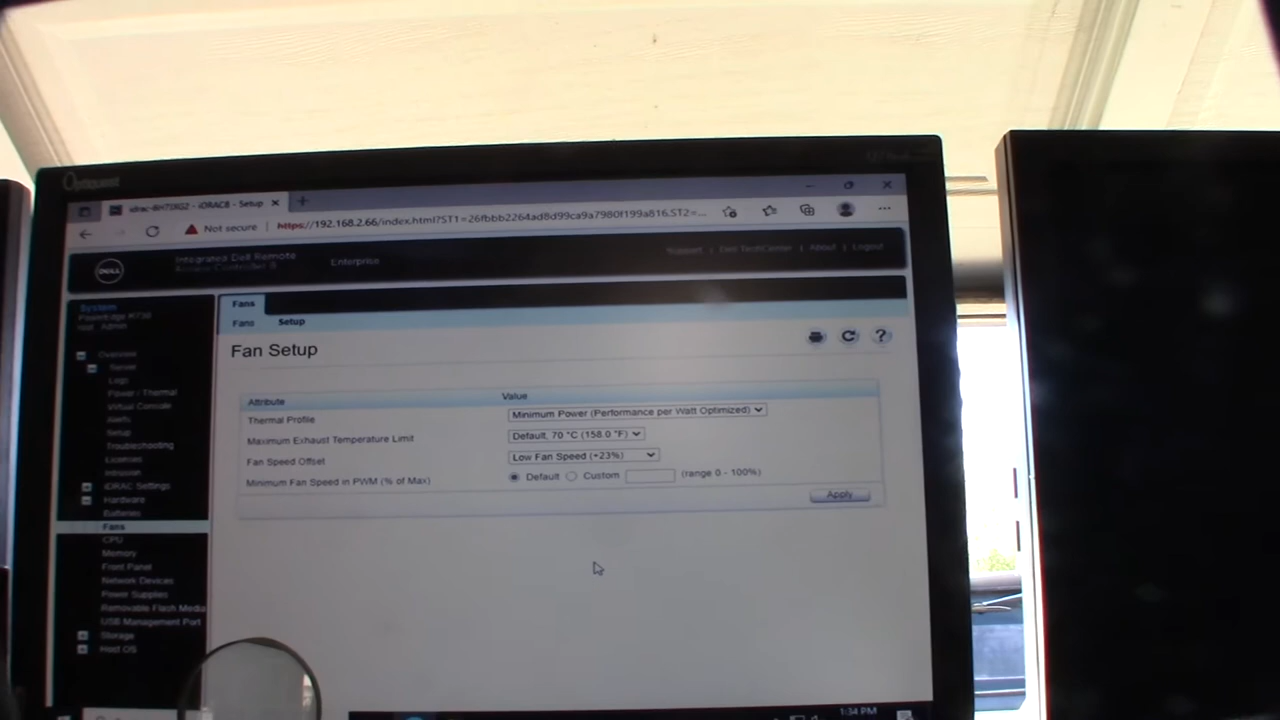 Optiquest
idrac-8H71XG2 - iDRAC8 - Setup
Not secure | https://192.168.2.66/index.html?ST1=26fbbb2264ad8d99ca9a7980f199a816,ST2=...
DELL
Integrated Dell Remote
Access Controller 8
Enterprise
Support | Dell TechCenter | About | Logout
System
PowerEdge R730
root , Admin
Overview
Server
Logs
Power / Thermal
Virtual Console
Alerts
Setup
Troubleshooting
Licenses
Intrusion
iDRAC Settings
Hardware
Batteries
Fans
CPU
Memory
Front Panel
Network Devices
Power Supplies
Removable Flash Media
USB Management Port
Storage
Host OS
Fans
Fans Setup
Fan Setup
Attribute Value
Thermal Profile Minimum Power (Performance per Watt Optimized)
Maximum Exhaust Temperature Limit Default, 70 °C (158.0 °F)
Fan Speed Offset Low Fan Speed (+23%)
Minimum Fan Speed in PWM (% of Max) Default Custom (range 0 - 100%)
Apply
1:34 PM